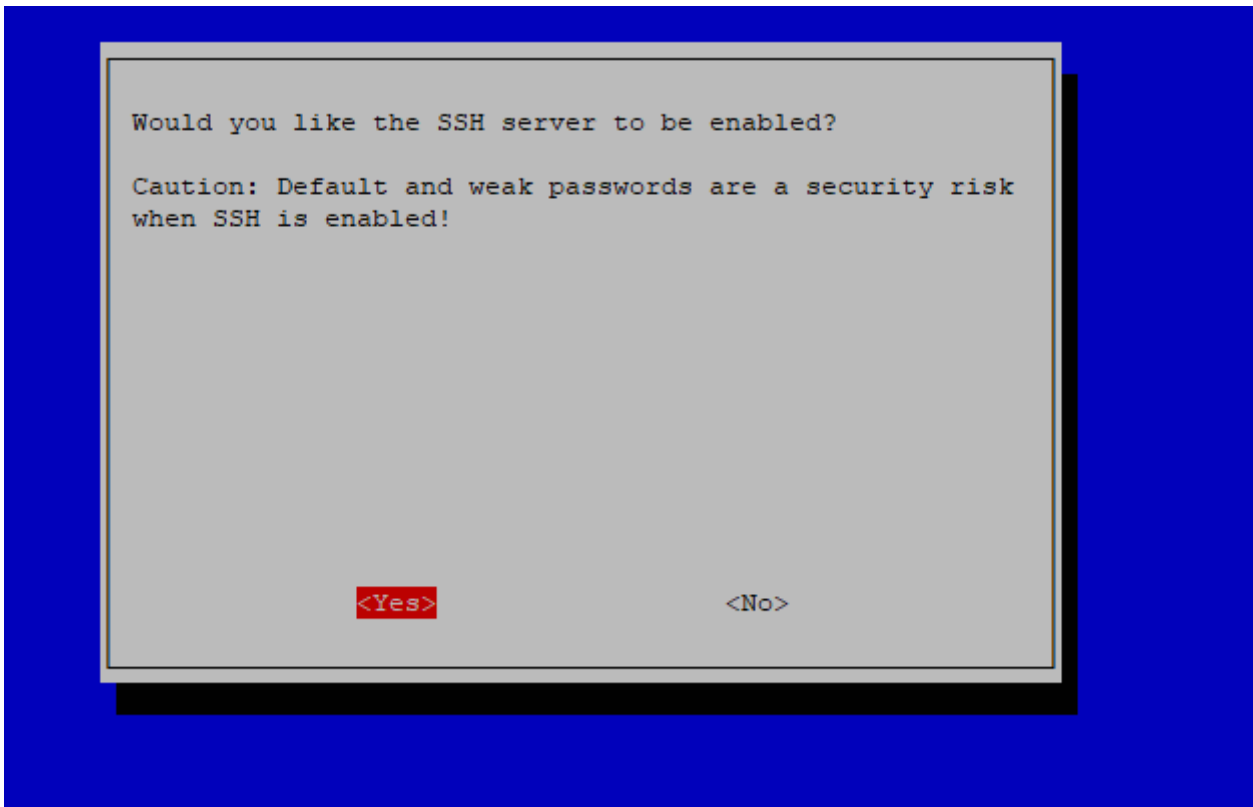 Would you like the SSH server to be enabled?
Caution: Default and weak passwords are a security risk
when SSH is enabled!
<Yes> <No>